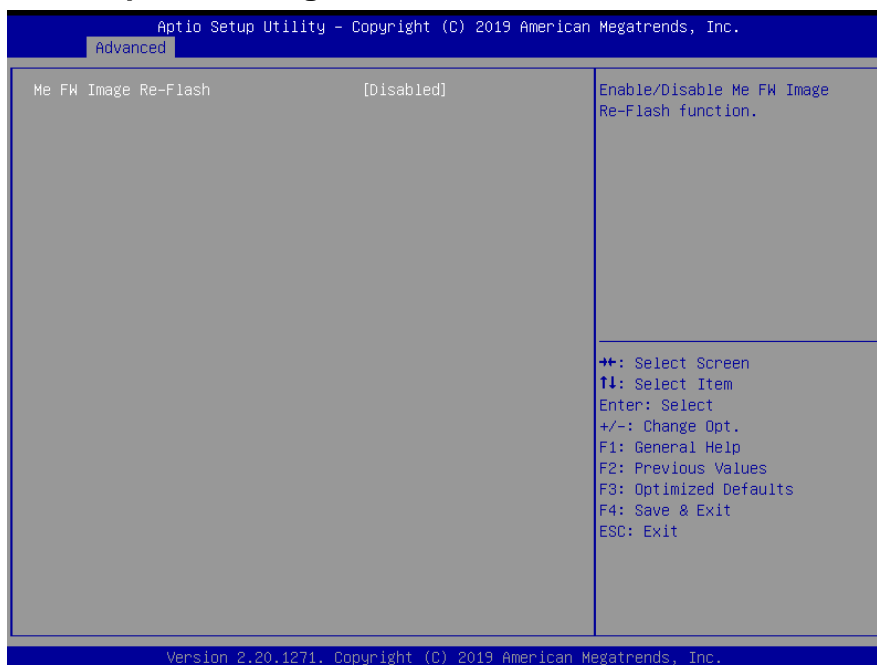 Aptio Setup Utility – Copyright (C) 2019 American Megatrends, Inc.
Advanced
Me FW Image Re-Flash [Disabled]
Enable/Disable Me FW Image
Re-Flash function.
→←: Select Screen
↑↓: Select Item
Enter: Select
+/-: Change Opt.
F1: General Help
F2: Previous Values
F3: Optimized Defaults
F4: Save & Exit
ESC: Exit
Version 2.20.1271. Copyright (C) 2019 American Megatrends, Inc.